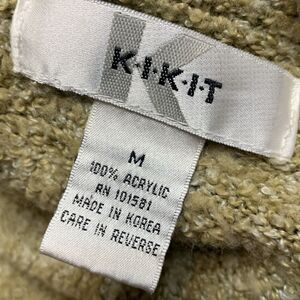 K·I·K·I·T
M
100% ACRYLIC
RN 101581
MADE IN KOREA
CARE IN REVERSE